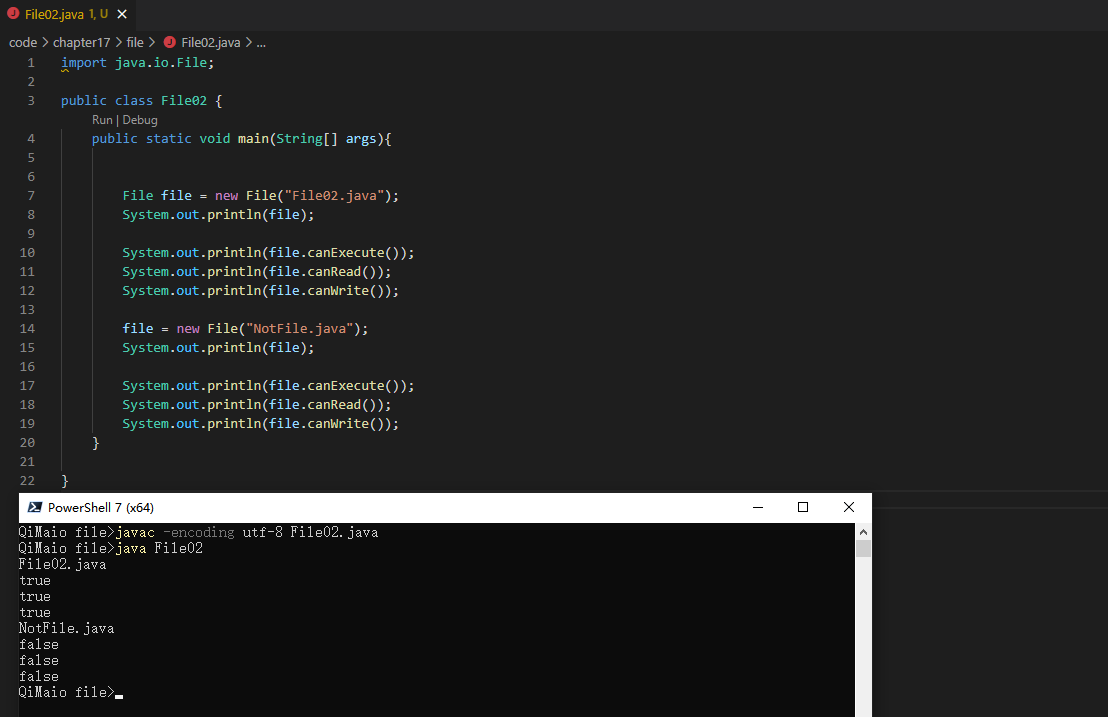 File02.java 1, U
code > chapter17 > file > File02.java > ...
1 import java.io.File;
2
3 public class File02 {
Run | Debug
4 public static void main(String[] args){
5
6
7 File file = new File("File02.java");
8 System.out.println(file);
9
10 System.out.println(file.canExecute());
11 System.out.println(file.canRead());
12 System.out.println(file.canWrite());
13
14 file = new File("NotFile.java");
15 System.out.println(file);
16
17 System.out.println(file.canExecute());
18 System.out.println(file.canRead());
19 System.out.println(file.canWrite());
20 }
21
22 }
PowerShell 7 (x64)
QiMaio file>javac -encoding utf-8 File02.java
QiMaio file>java File02
File02.java
true
true
true
NotFile.java
false
false
false
QiMaio file>